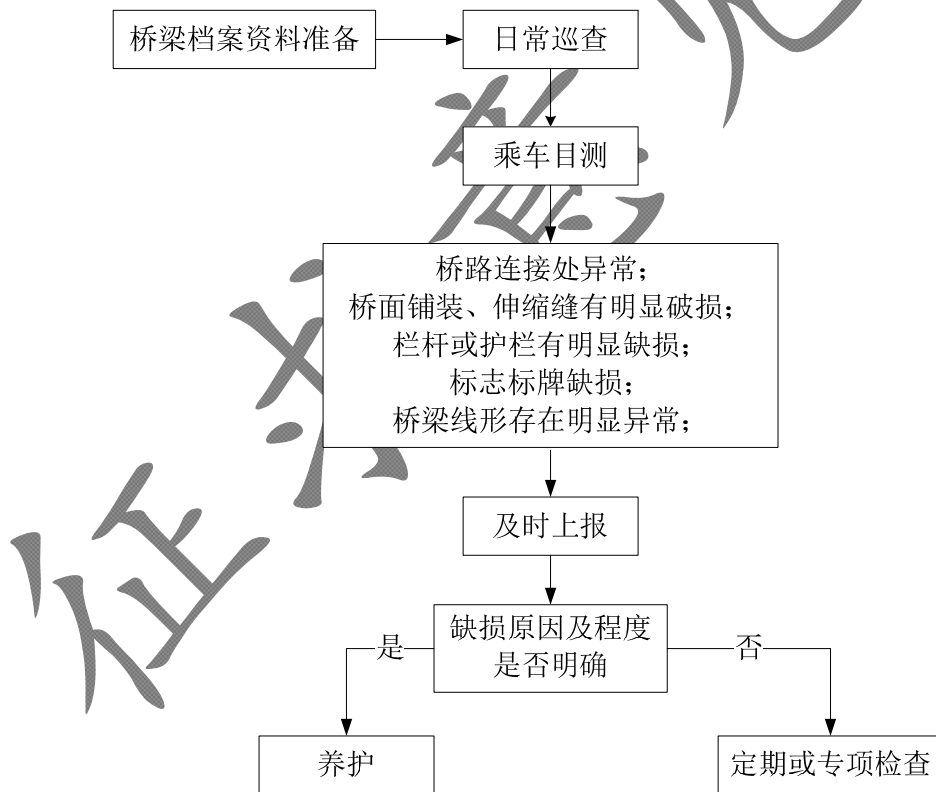 桥梁档案资料准备
日常巡查
乘车目测
桥路连接处异常；
桥面铺装、伸缩缝有明显破损；
栏杆或护栏有明显缺损；
标志标牌缺损；
桥梁线形存在明显异常；
及时上报
缺损原因及程度
是否明确
是
否
养护
定期或专项检查
征求意见